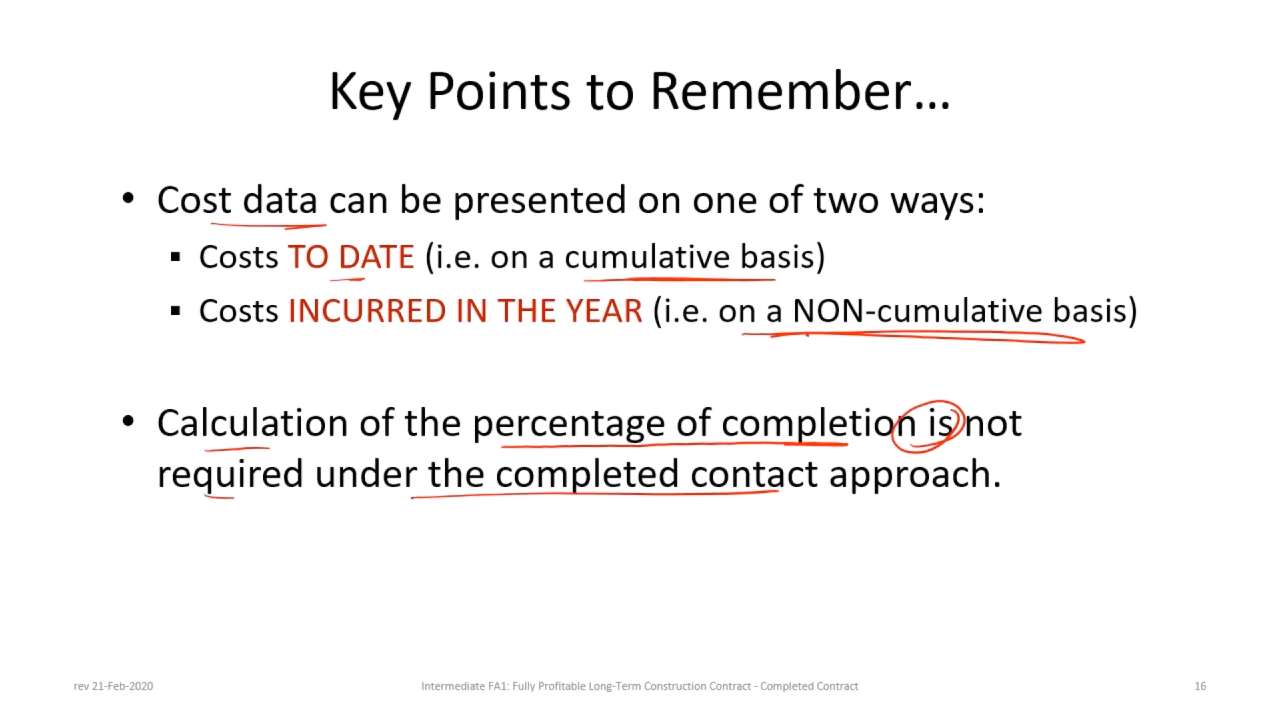 Key Points to Remember...
• Cost data can be presented on one of two ways:
▪ Costs TO DATE (i.e. on a cumulative basis)
▪ Costs INCURRED IN THE YEAR (i.e. on a NON-cumulative basis)
• Calculation of the percentage of completion is not
required under the completed contact approach.
rev 21-Feb-2020
Intermediate FA1: Fully Profitable Long-Term Construction Contract - Completed Contract
16